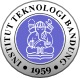 INSTITUT TEKNOLOGI BANDUNG
• 1959 •